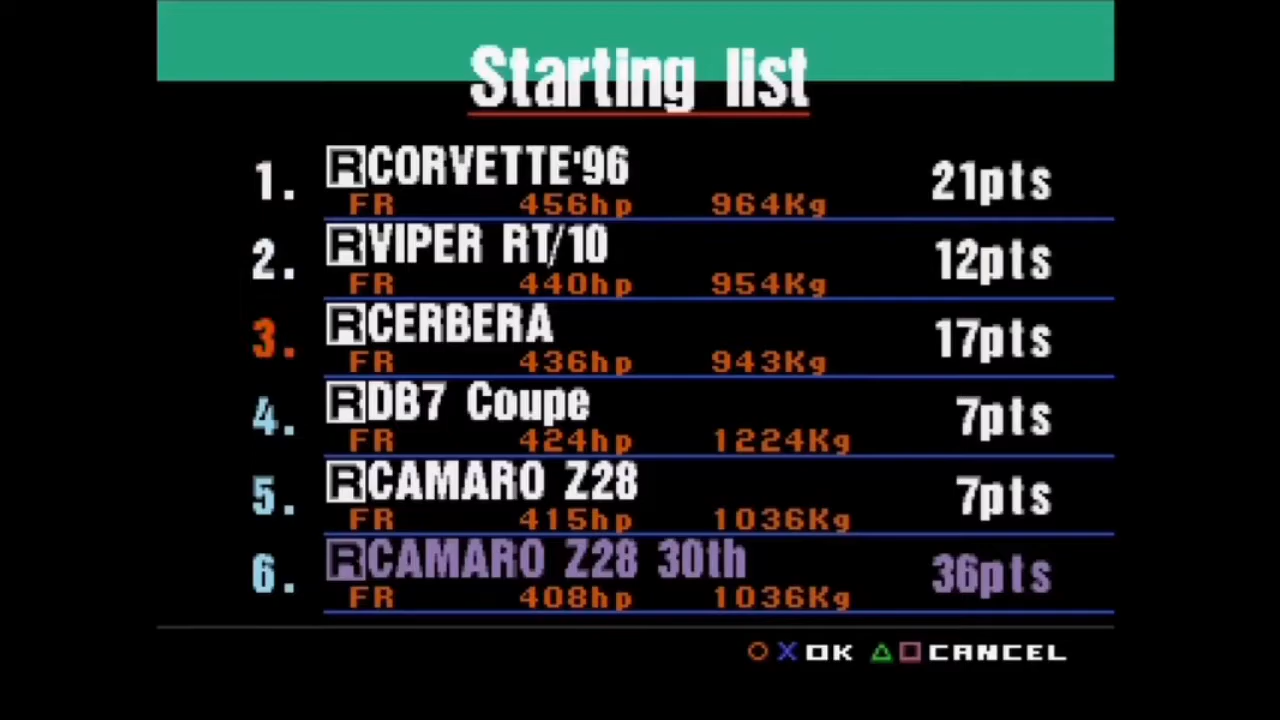 Starting list
1. RCORVETTE'96 21pts
FR 456hp 964Kg
2. RVIPER RT/10 12pts
FR 440hp 954Kg
3. RCERBERA 17pts
FR 436hp 943Kg
4. RDB7 Coupe 7pts
FR 424hp 1224Kg
5. RCAMARO Z28 7pts
FR 415hp 1036Kg
6. RCAMARO Z28 30th 36pts
FR 408hp 1036Kg
OK CANCEL